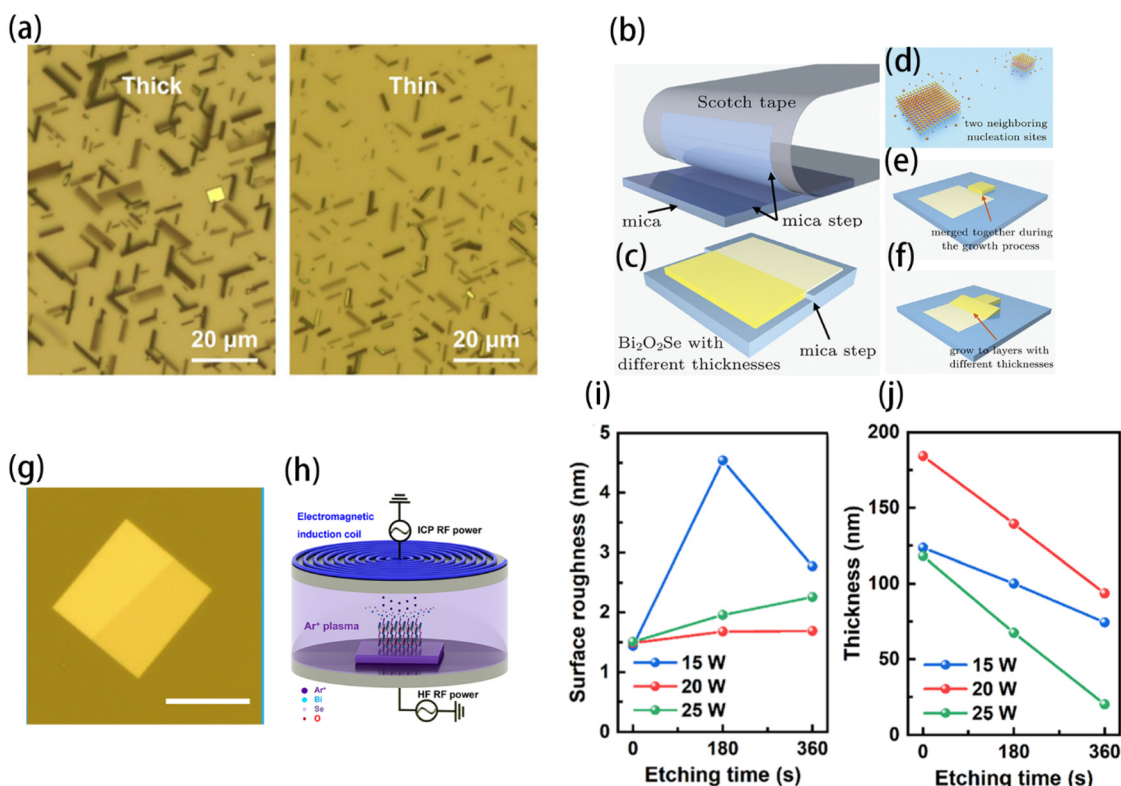 (a)
Thick
20 μm
Thin
20 μm
(b)
Scotch tape
mica
mica step
(c)
Bi₂O₂Se with
different thicknesses
mica step
(d)
two neighboring
nucleation sites
(e)
merged together during
the growth process
(f)
grow to layers with
different thicknesses
(g)
(h)
Electromagnetic
induction coil
ICP RF power
Ar⁺ plasma
Ar⁺
Bi
Se
O
HF RF power
(i)
Surface roughness (nm)
5
4
3
2
1
0
15 W
20 W
25 W
0 180 360
Etching time (s)
(j)
Thickness (nm)
200
150
100
50
0
15 W
20 W
25 W
0 180 360
Etching time (s)